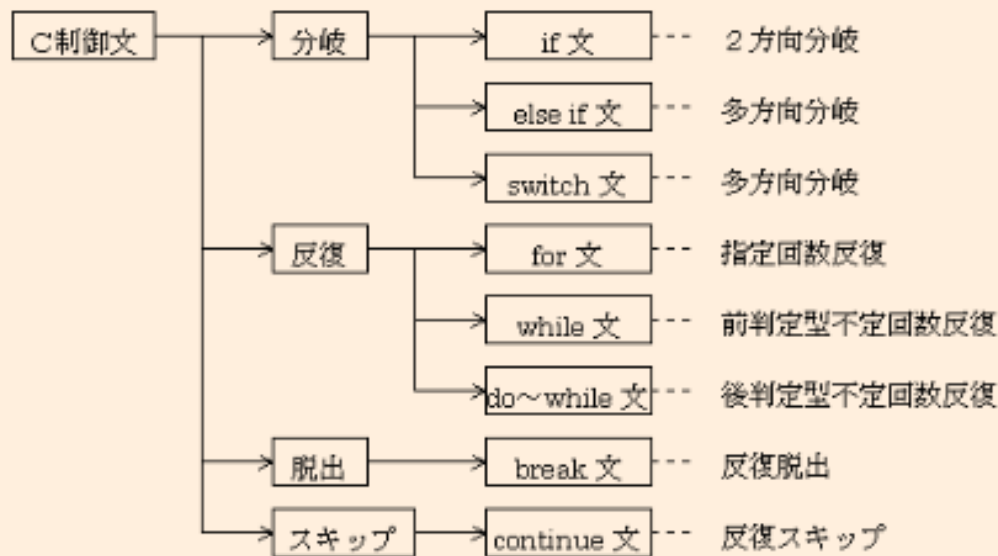 C制御文 分岐 if 文 --- 2方向分岐
else if 文 --- 多方向分岐
switch 文 --- 多方向分岐
反復 for 文 --- 指定回数反復
while 文 --- 前判定型不定回数反復
do〜while 文 --- 後判定型不定回数反復
脱出 break 文 --- 反復脱出
スキップ continue 文 --- 反復スキップ